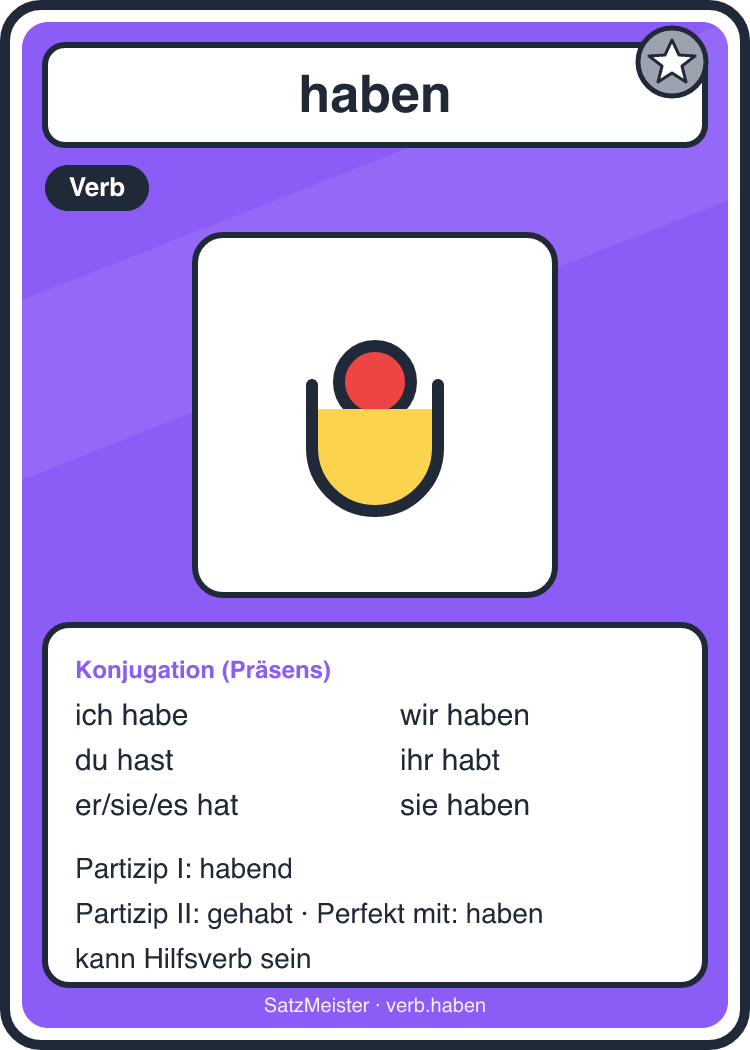 haben
Verb
Konjugation (Präsens)
ich habe
wir haben
du hast
ihr habt
er/sie/es hat
sie haben
Partizip I: habend
Partizip II: gehabt · Perfekt mit: haben
kann Hilfsverb sein
SatzMeister · verb.haben